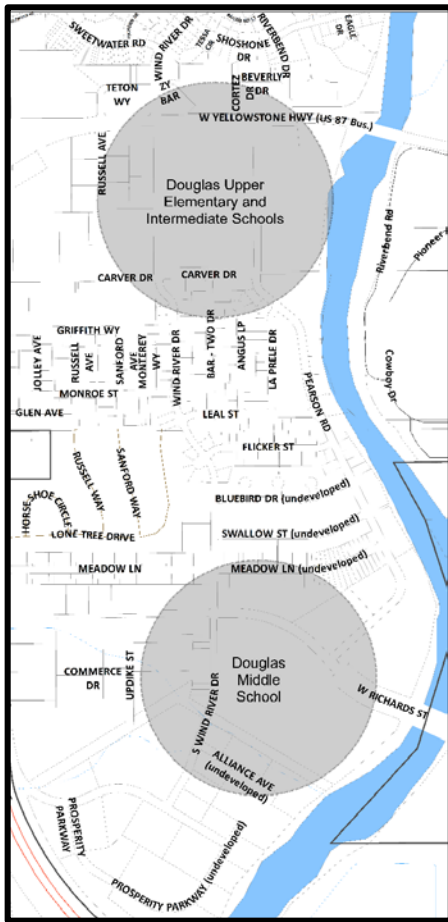 SWEETWATER RD
WIND RIVER DR
TESSA
CIR
SHOSHONE
DR
RIVERBEND DR
EAGLE
DR
TETON
WY
ZY
BAR
CORTEZ
DR
BEVERLY
DR
W YELLOWSTONE HWY (US 87 Bus.)
RUSSELL AVE
Douglas Upper
Elementary and
Intermediate Schools
Riverbend Rd
Pioneer
CARVER DR
CARVER DR
JOLLEY AVE
GRIFFITH WY
RUSSELL
AVE
SANFORD
AVE
MONTEREY
WY
WIND RIVER DR
BAR - TWO DR
ANGUS LP
LA PRELE DR
PEARSON RD
Cowboy Dr
MONROE ST
GLEN AVE
LEAL ST
FLICKER ST
RUSSELL WAY
SANFORD WAY
HORSE
SHOE CIRCLE
BLUEBIRD DR (undeveloped)
SWALLOW ST (undeveloped)
LONE TREE DRIVE
MEADOW LN
MEADOW LN (undeveloped)
COMMERCE
DR
UPDIKE ST
Douglas
Middle
School
S WIND RIVER DR
W RICHARDS ST
ALLIANCE AVE
(undeveloped)
PROSPERITY
PARKWAY
PROSPERITY PARKWAY (undeveloped)